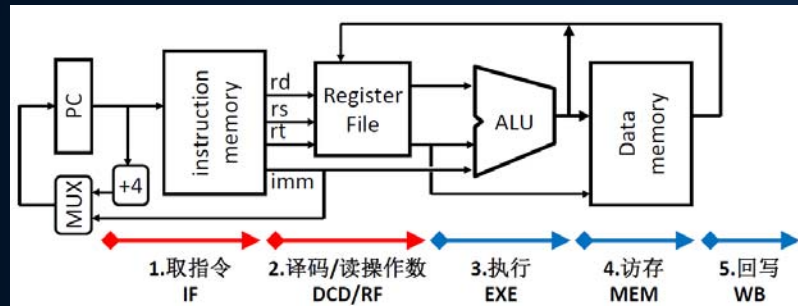 PC
MUX
+4
instruction
memory
rd
rs
rt
imm
Register
File
ALU
Data
memory
1.取指令
IF
2.译码/读操作数
DCD/RF
3.执行
EXE
4.访存
MEM
5.回写
WB